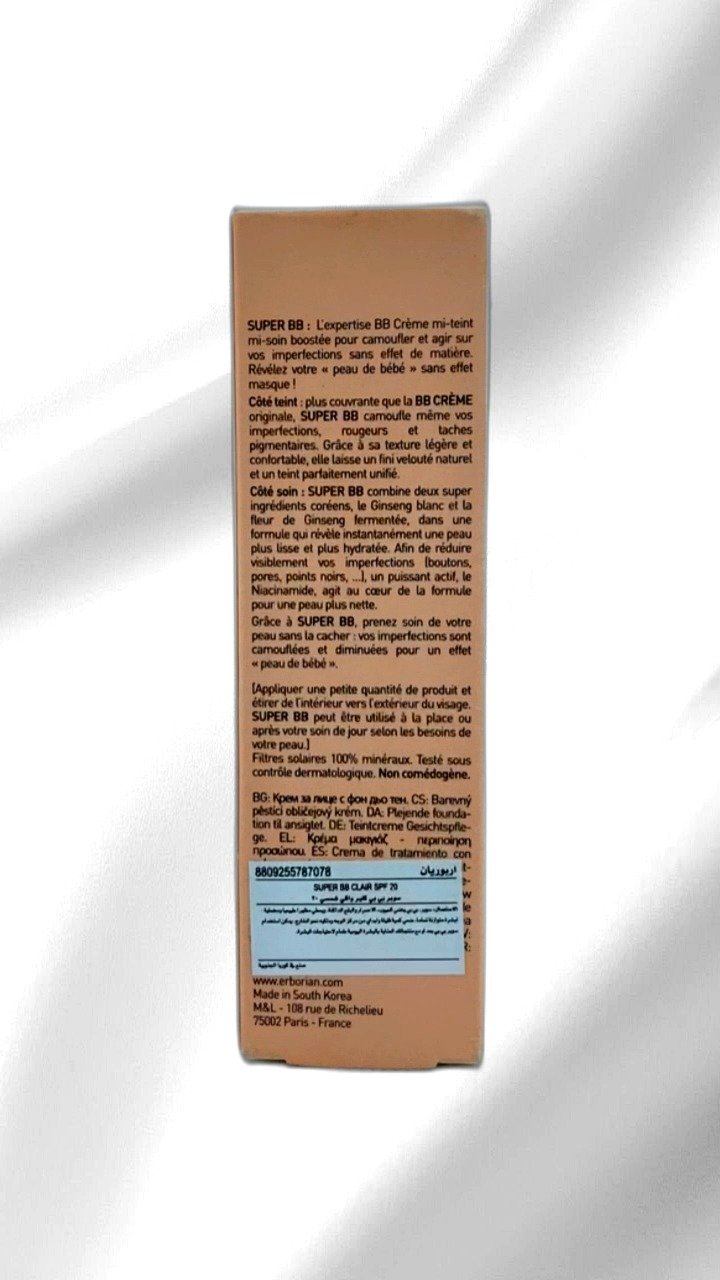 SUPER BB : L'expertise BB Crème mi-teint
mi-soin boostée pour camoufler et agir sur
vos imperfections sans effet de matière.
Révélez votre « peau de bébé » sans effet
masque !
Côté teint : plus couvrante que la BB CRÈME
originale, SUPER BB camoufle même vos
imperfections, rougeurs et taches
pigmentaires. Grâce à sa texture légère et
confortable, elle laisse un fini velouté naturel
et un teint parfaitement unifié.
Côté soin : SUPER BB combine deux super
ingrédients coréens, le Ginseng blanc et la
fleur de Ginseng fermentée, dans une
formule qui révèle instantanément une peau
plus lisse et plus hydratée. Afin de réduire
visiblement vos imperfections (boutons,
pores, points noirs, ...), un puissant actif, le
Niacinamide, agit au cœur de la formule
pour une peau plus nette.
Grâce à SUPER BB, prenez soin de votre
peau sans la cacher : vos imperfections sont
camouflées et diminuées pour un effet
« peau de bébé ».
(Appliquer une petite quantité de produit et
étirer de l'intérieur vers l'extérieur du visage.
SUPER BB peut être utilisé à la place ou
après votre soin de jour selon les besoins de
votre peau.)
Filtres solaires 100% minéraux. Testé sous
contrôle dermatologique. Non comédogène.
BG: Крем за лице с фон дьо тен. CS: Barevný
pěstící obličejový krém. DA: Plejende founda-
tion til ansigtet. DE: Teintcreme Gesichtspfle-
ge. EL: Κρέμα μακιγιάζ - περιποίηση
προσώπου. ES: Crema de tratamiento con
8809255787078 اربوريان
SUPER BB CLAIR SPF 20
سوبر بي بي كلير واقي شمسي ٢٠
صنع في كوريا الجنوبية
www.erborian.com
Made in South Korea
M&L - 108 rue de Richelieu
75002 Paris - France